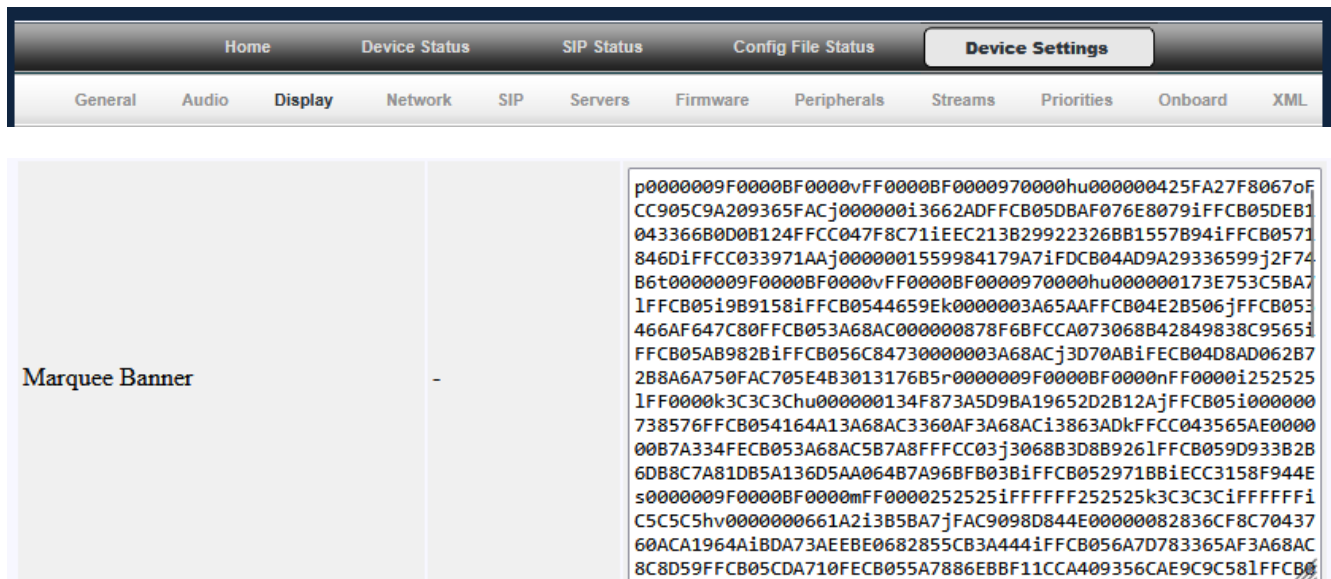 Home Device Status SIP Status Config File Status Device Settings
General Audio Display Network SIP Servers Firmware Peripherals Streams Priorities Onboard XML
Marquee Banner -
p0000009F0000BF0000vFF0000BF0000970000hu000000425FA27F8067oF
CC905C9A209365FACj000000i3662ADFFCB05DBAF076E8079iFFCB05DEB1
043366B0D0B124FFCC047F8C71iEEC213B29922326BB1557B94iFFCB0571
846DiFFCC033971AAj0000001559984179A7iFDCB04AD9A29336599j2F74
B6t0000009F0000BF0000vFF0000BF0000970000hu000000173E753C5BA7
lFFCB05i9B9158iFFCB0544659Ek0000003A65AAFFCB04E2B506jFFCB053
466AF647C80FFCB053A68AC000000878F6BFCCA073068B42849838C9565i
FFCB05AB982BiFFCB056C84730000003A68ACj3D70ABiFECB04D8AD062B7
2B8A6A750FAC705E4B3013176B5r0000009F0000BF0000nFF0000i252525
lFF0000k3C3C3Chu000000134F873A5D9BA19652D2B12AjFFCB05i000000
738576FFCB054164A13A68AC3360AF3A68ACi3863ADkFFCC043565AE0000
00B7A334FECB053A68AC5B7A8FFFCC03j3068B3D8B926lFFCB059D933B2B
6DB8C7A81DB5A136D5AA064B7A96BFB03BiFFCB052971BBiECC3158F944E
s0000009F0000BF0000mFF0000252525iFFFFFF252525k3C3C3CiFFFFFFi
C5C5C5hv0000000661A2i3B5BA7jFAC9098D844E00000082836CF8C70437
60ACA1964AiBDA73AEEBE0682855CB3A444iFFCB056A7D783365AF3A68AC
8C8D59FFCB05CDA710FECB055A7886EBBF11CCA409356CAE9C9C58lFFCB0